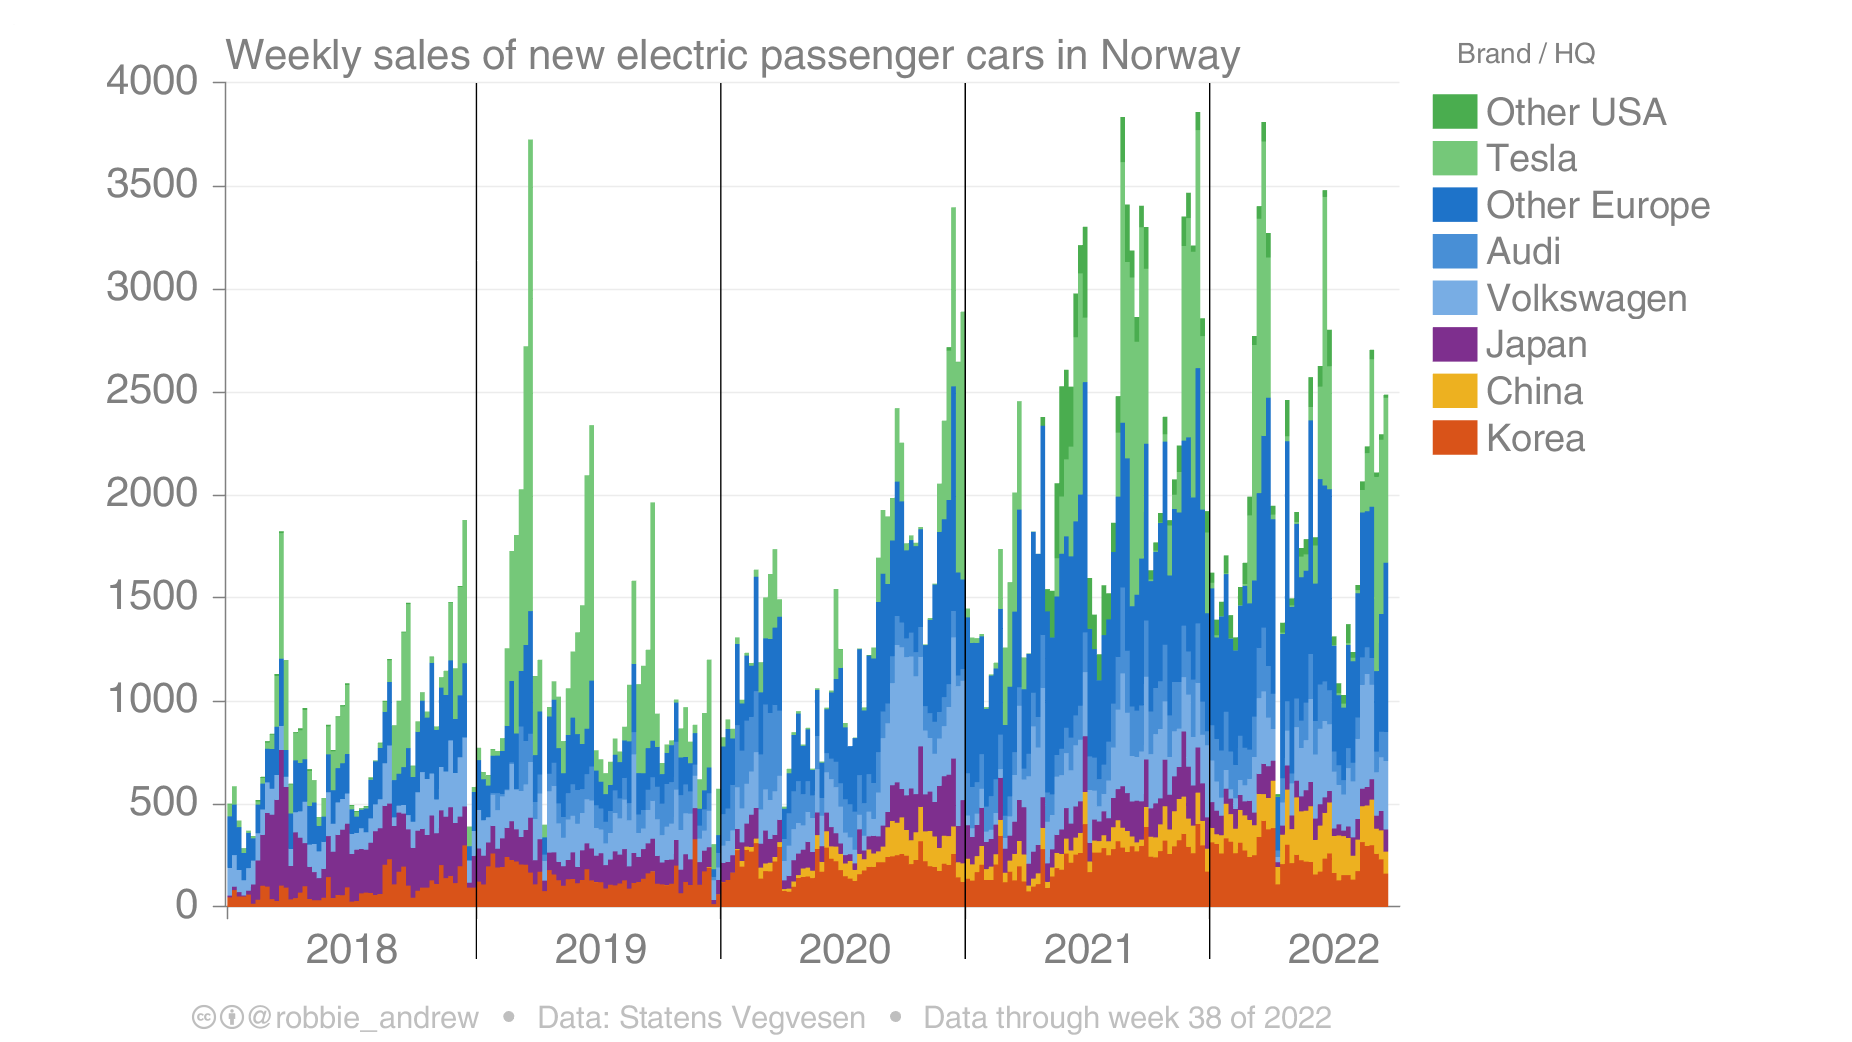 Weekly sales of new electric passenger cars in Norway
Brand / HQ
Other USA
Tesla
Other Europe
Audi
Volkswagen
Japan
China
Korea
4000
3500
3000
2500
2000
1500
1000
500
0
2018 2019 2020 2021 2022
cc @robbie_andrew • Data: Statens Vegvesen • Data through week 38 of 2022